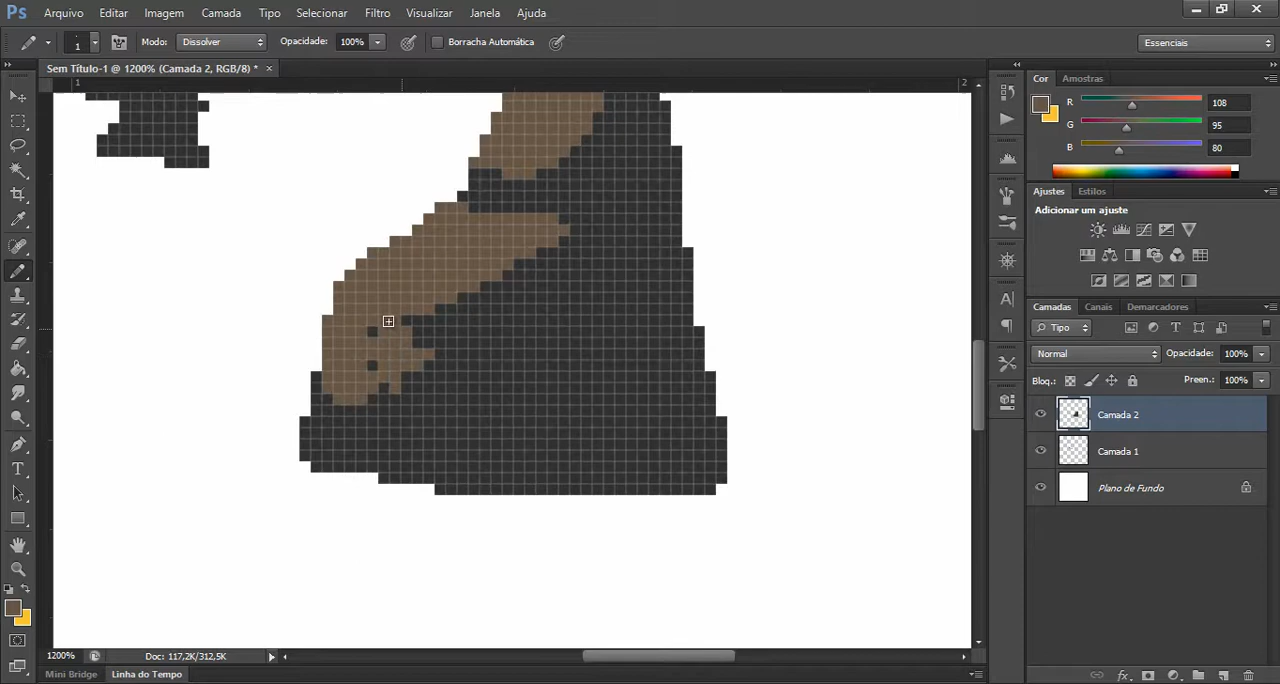 Ps Arquivo Editar Imagem Camada Tipo Selecionar Filtro Visualizar Janela Ajuda
1 Modo: Dissolver Opacidade: 100% Borracha Automática Essenciais
Sem Título-1 @ 1200% (Camada 2, RGB/8) * ×
1 2
Cor Amostras
R 108
G 95
B 80
Ajustes Estilos
Adicionar um ajuste
Camadas Canais Demarcadores
Tipo
Normal Opacidade: 100%
Bloq.: Preen.: 100%
Camada 2
Camada 1
Plano de Fundo
1200% Doc: 117,2K/312,5K
Mini Bridge Linha do Tempo